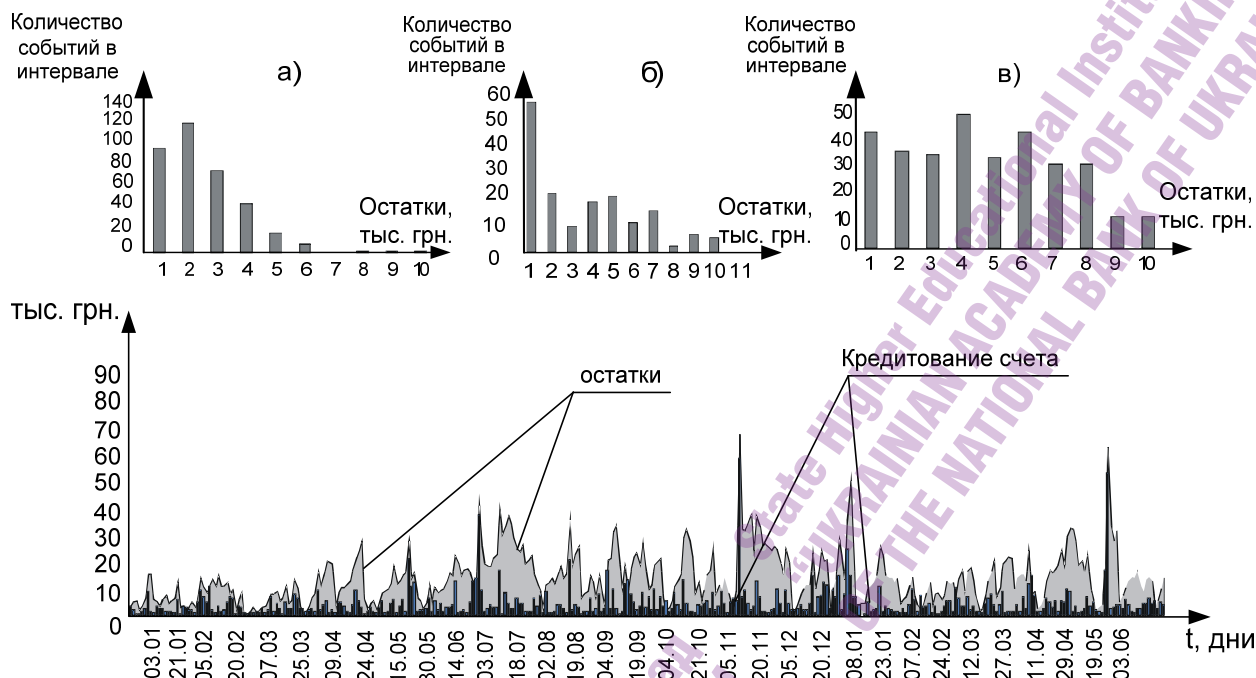 Количество
событий в
интервале
а)
140
120
100
80
60
40
20
0
Остатки,
тыс. грн.
1 2 3 4 5 6 7 8 9 10
Количество
событий в
интервале
б)
60
50
40
30
20
10
0
Остатки,
тыс. грн.
1 2 3 4 5 6 7 8 9 10 11
Количество
событий в
интервале
в)
50
40
30
20
10
0
Остатки,
тыс. грн.
1 2 3 4 5 6 7 8 9 10
тыс. грн.
90
80
70
60
50
40
30
20
10
0
остатки
Кредитование счета
t, дни
03.01
21.01
05.02
20.02
07.03
25.03
09.04
24.04
15.05
30.05
14.06
03.07
18.07
02.08
19.08
04.09
19.09
04.10
21.10
05.11
20.11
05.12
20.12
08.01
23.01
07.02
24.02
12.03
27.03
11.04
29.04
19.05
03.06
State Higher Educational Instit
"UKRAINIAN ACADEMY OF BANKIN
OF THE NATIONAL BANK OF UKRA